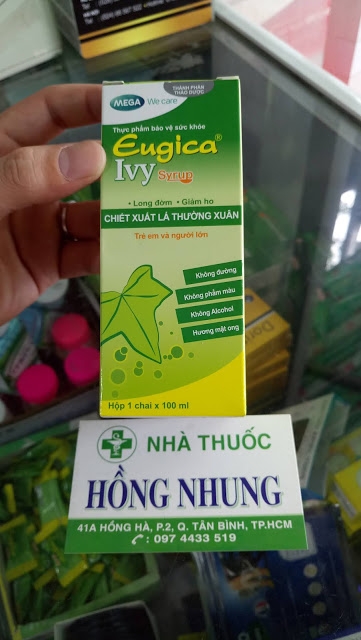 MEGA We care
THÀNH PHẦN
THẢO DƯỢC
Thực phẩm bảo vệ sức khỏe
Eugica®
Ivy Syrup
• Long đờm • Giảm ho
CHIẾT XUẤT LÁ THƯỜNG XUÂN
Trẻ em và người lớn
Không đường
Không phẩm màu
Không Alcohol
Hương mật ong
Hộp 1 chai x 100 ml
NHÀ THUỐC
HỒNG NHUNG
41A HỒNG HÀ, P.2, Q. TÂN BÌNH, TP.HCM
: 097 4433 519